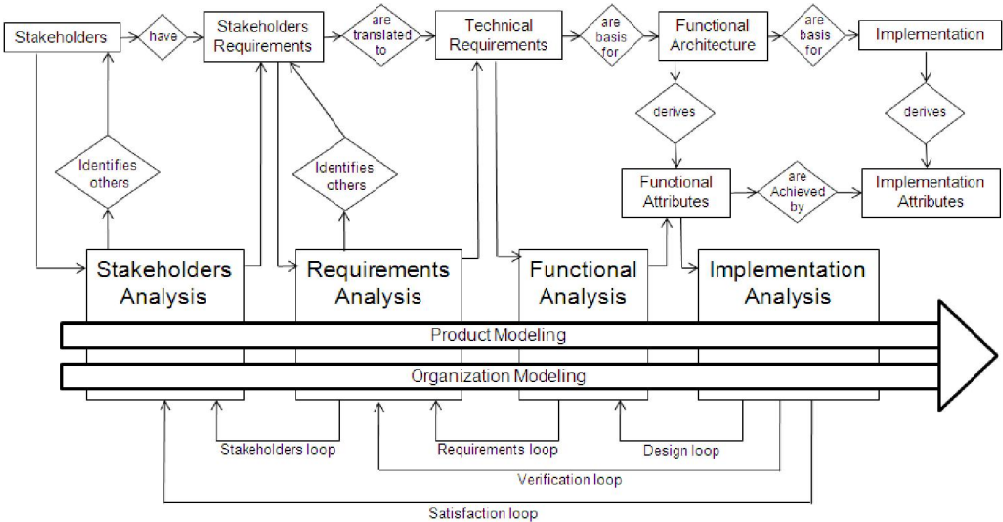 Stakeholders
have
Stakeholders
Requirements
are
translated
to
Technical
Requirements
are
basis
for
Functional
Architecture
are
basis
for
Implementation
derives
derives
Identifies
others
Identifies
others
Functional
Attributes
are
Achieved
by
Implementation
Attributes
Stakeholders
Analysis
Requirements
Analysis
Functional
Analysis
Implementation
Analysis
Product Modeling
Organization Modeling
Stakeholders loop
Requirements loop
Design loop
Verification loop
Satisfaction loop